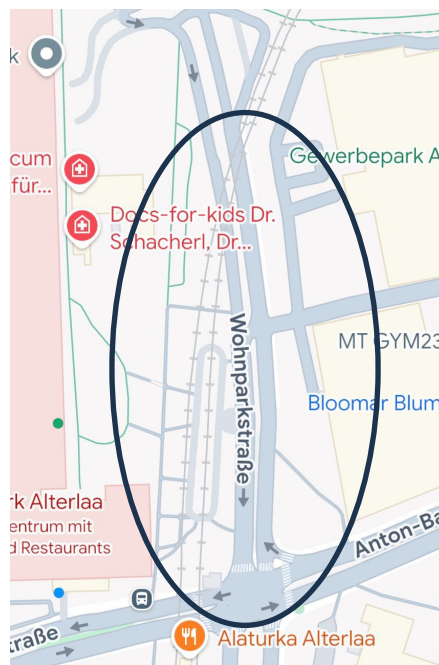 k
cum
für...
Gewerbepark A
Docs-for-kids Dr.
Schacherl, Dr...
Wohnparkstraße
MT GYM23
Bloomar Blum
rk Alterlaa
entrum mit
d Restaurants
Anton-Ba
traße
Alaturka Alterlaa